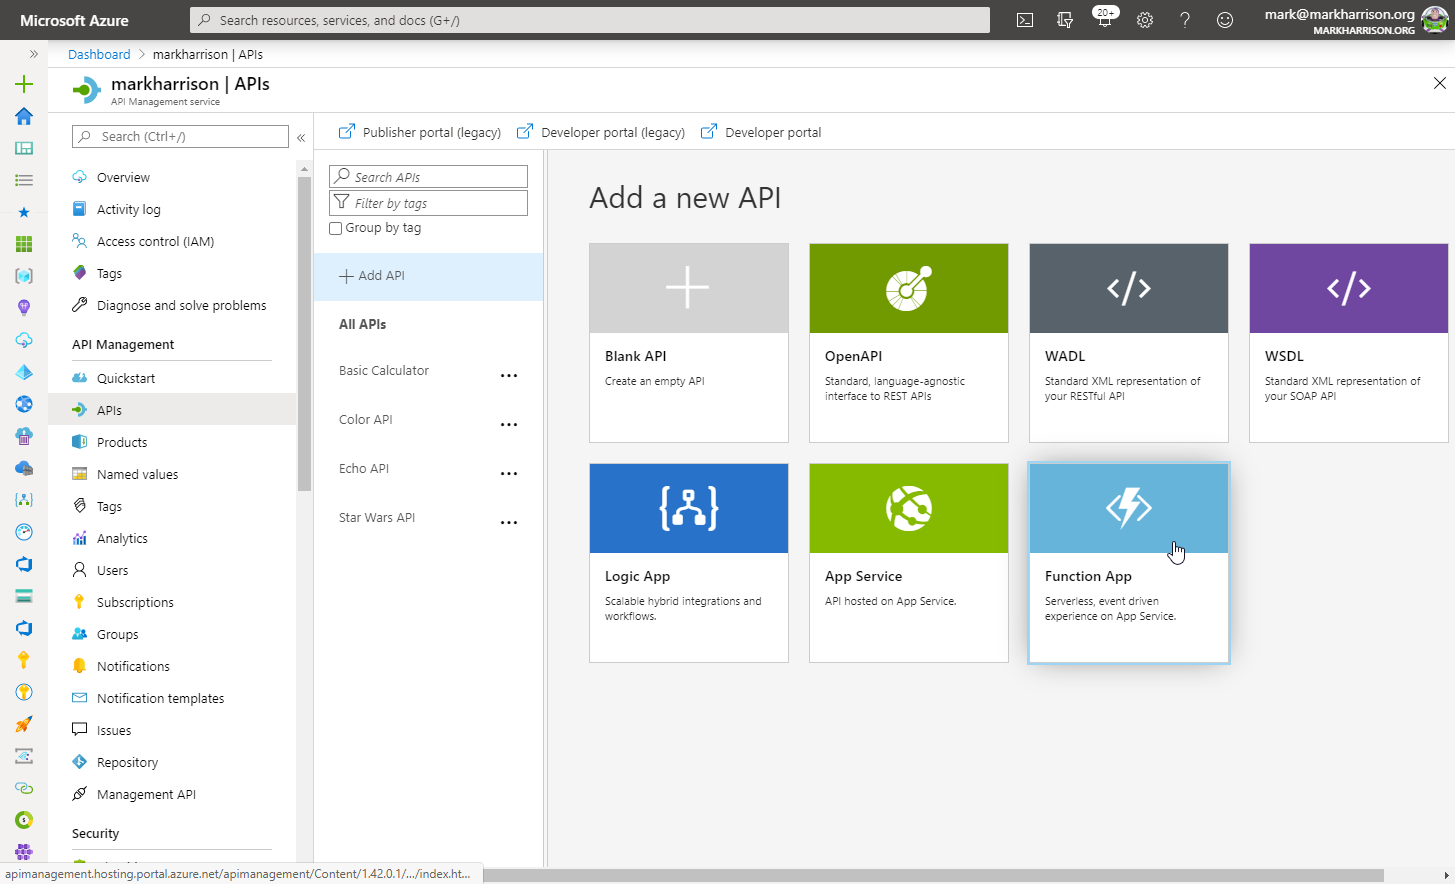 Microsoft Azure
Search resources, services, and docs (G+/)
20+
mark@markharrison.org
MARKHARRISON.ORG
Dashboard > markharrison | APIs
markharrison | APIs
API Management service
Search (Ctrl+/)
Overview
Activity log
Access control (IAM)
Tags
Diagnose and solve problems
API Management
Quickstart
APIs
Products
Named values
Tags
Analytics
Users
Subscriptions
Groups
Notifications
Notification templates
Issues
Repository
Management API
Security
apimanagement.hosting.portal.azure.net/apimanagement/Content/1.42.0.1/.../index.ht...
Publisher portal (legacy)
Developer portal (legacy)
Developer portal
Search APIs
Filter by tags
Group by tag
Add API
All APIs
Basic Calculator
Color API
Echo API
Star Wars API
Add a new API
Blank API
Create an empty API
OpenAPI
Standard, language-agnostic
interface to REST APIs
WADL
Standard XML representation of
your RESTful API
WSDL
Standard XML representation of
your SOAP API
Logic App
Scalable hybrid integrations and
workflows.
App Service
API hosted on App Service.
Function App
Serverless, event driven
experience on App Service.